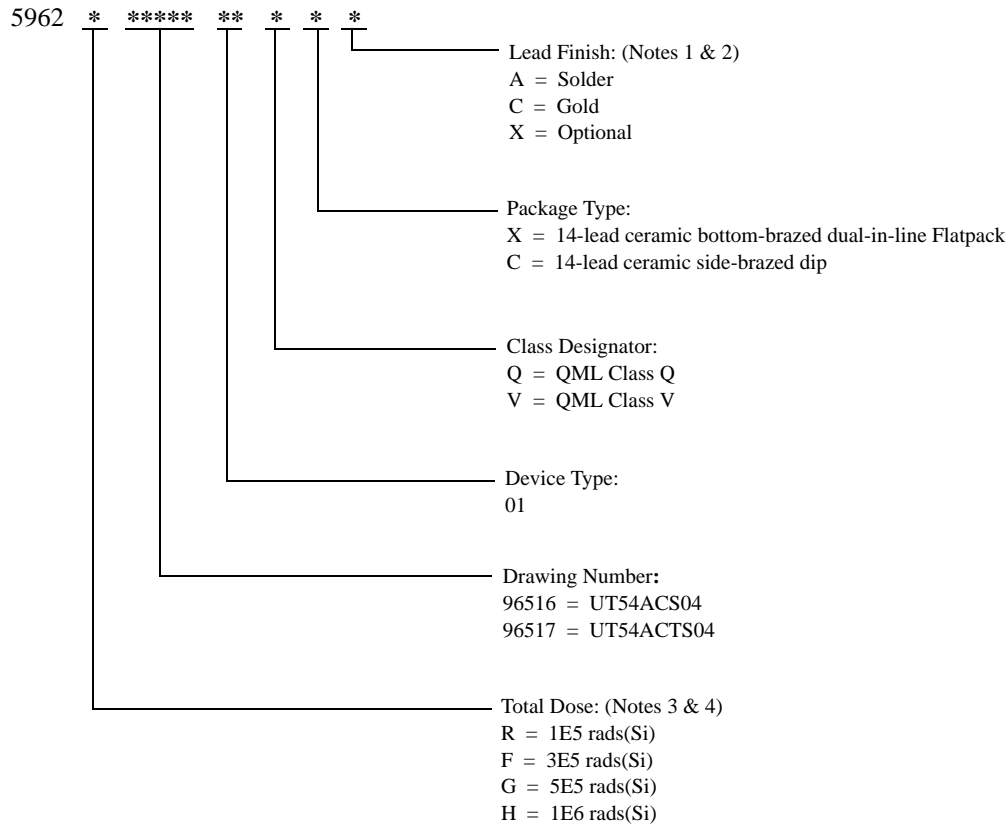 5962 * ***** ** * * *
Lead Finish: (Notes 1 & 2)
A = Solder
C = Gold
X = Optional
Package Type:
X = 14-lead ceramic bottom-brazed dual-in-line Flatpack
C = 14-lead ceramic side-brazed dip
Class Designator:
Q = QML Class Q
V = QML Class V
Device Type:
01
Drawing Number:
96516 = UT54ACS04
96517 = UT54ACTS04
Total Dose: (Notes 3 & 4)
R = 1E5 rads(Si)
F = 3E5 rads(Si)
G = 5E5 rads(Si)
H = 1E6 rads(Si)